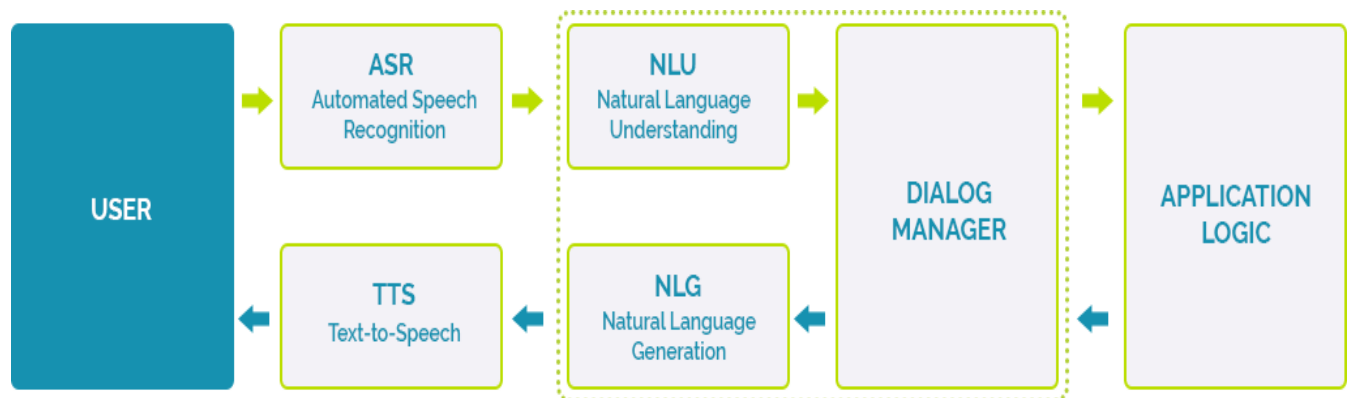 USER
ASR
Automated Speech
Recognition
NLU
Natural Language
Understanding
DIALOG
MANAGER
APPLICATION
LOGIC
TTS
Text-to-Speech
NLG
Natural Language
Generation